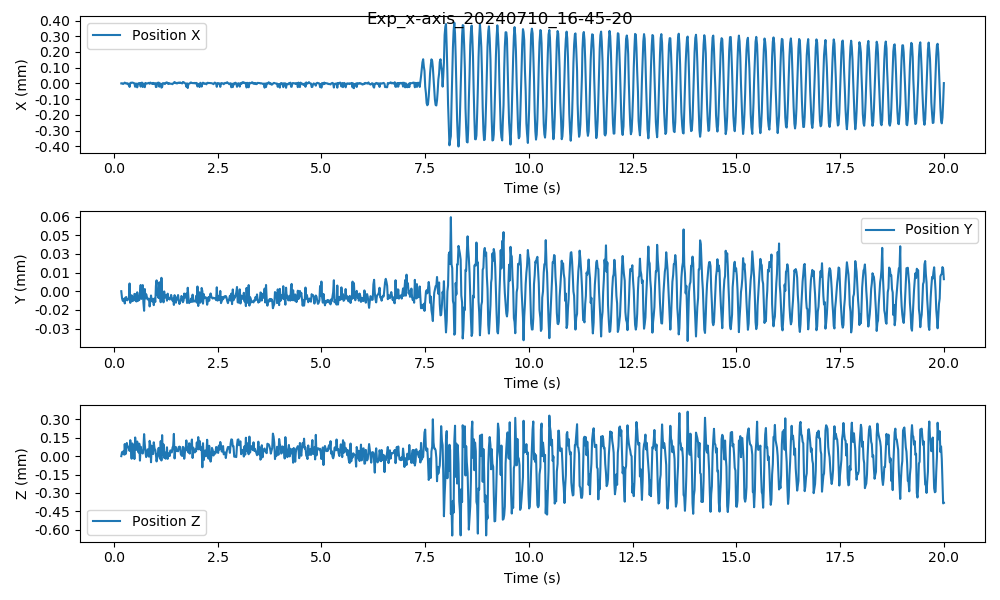 Exp_x-axis_20240710_16-45-20
Position X
X (mm)
0.40
0.30
0.20
0.10
0.00
-0.10
-0.20
-0.30
-0.40
0.0 2.5 5.0 7.5 10.0 12.5 15.0 17.5 20.0
Time (s)
Position Y
Y (mm)
0.06
0.05
0.03
0.01
0.00
-0.02
-0.03
0.0 2.5 5.0 7.5 10.0 12.5 15.0 17.5 20.0
Time (s)
Position Z
Z (mm)
0.30
0.15
0.00
-0.15
-0.30
-0.45
-0.60
0.0 2.5 5.0 7.5 10.0 12.5 15.0 17.5 20.0
Time (s)